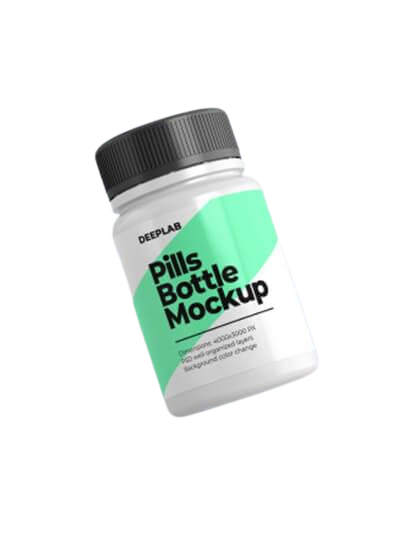 DEEPLAB
Pills
Bottle
Mockup
Dimensions: 4000x3000 PX
PSD well-organized layers
Background color change